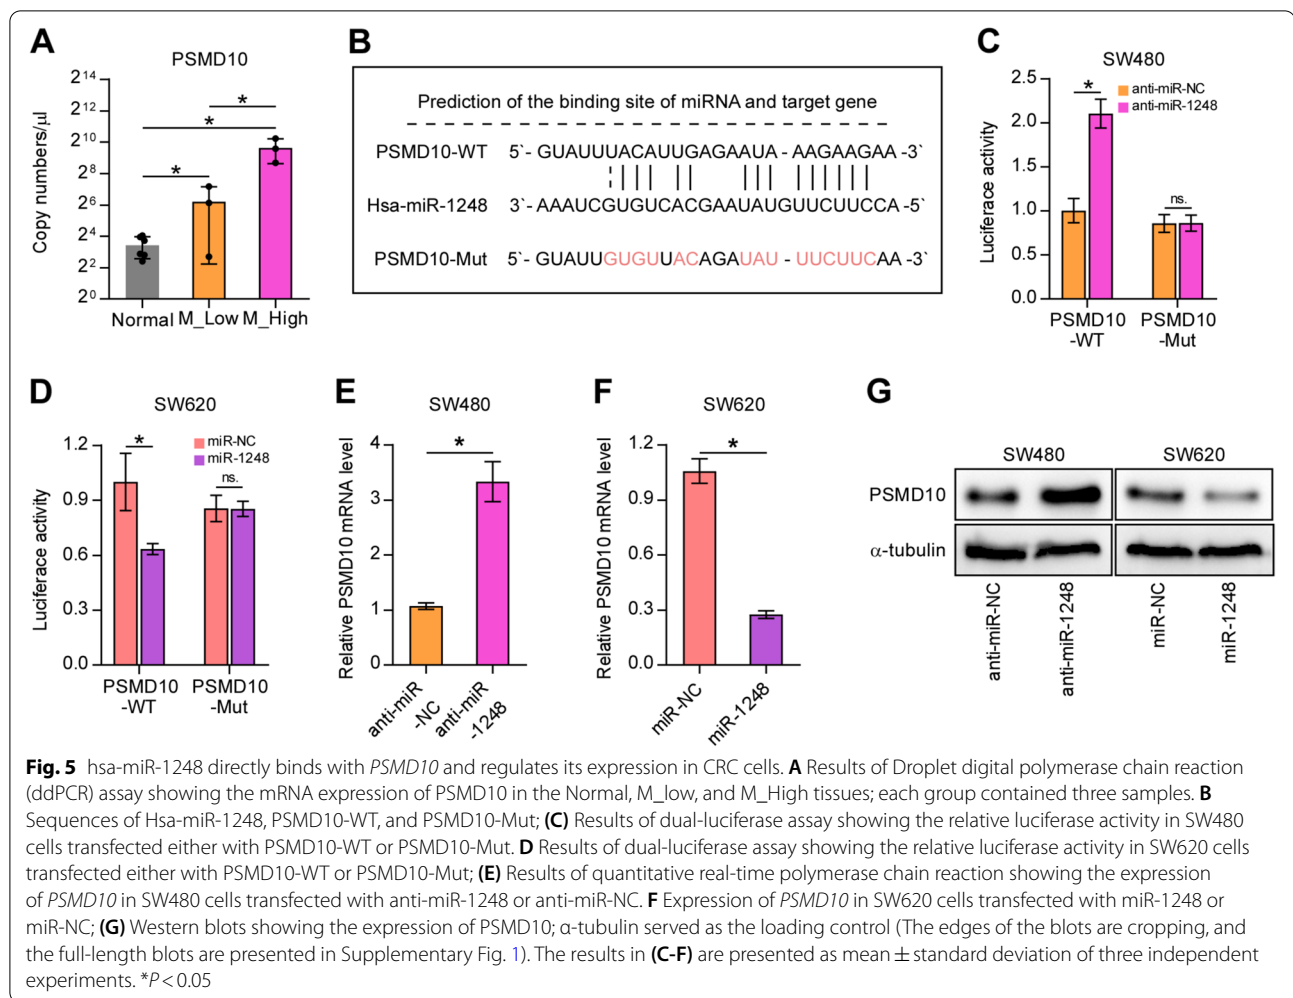 A
PSMD10
Copy numbers/µl
2^14
2^12
2^10
2^8
2^6
2^4
2^2
2^0
*
*
*
Normal M_Low M_High
B
Prediction of the binding site of miRNA and target gene
PSMD10-WT 5`- GUAUUUACAUUGAGAAUA - AAGAAGAA -3`
Hsa-miR-1248 3`- AAAUCGUGUCACGAAUAUGUUCUUCCA -5`
PSMD10-Mut 5`- GUAUUGUGUUACAGAUAU - UUCUUCAA -3`
C
SW480
Luciferace activity
2.5
2.0
1.5
1.0
0.5
0.0
anti-miR-NC
anti-miR-1248
*
ns.
PSMD10 PSMD10
-WT -Mut
D
SW620
Luciferace activity
1.2
0.9
0.6
0.3
0.0
miR-NC
miR-1248
*
ns.
PSMD10 PSMD10
-WT -Mut
E
SW480
Relative PSMD10 mRNA level
4
3
2
1
0
*
anti-miR
-NC
anti-miR
-1248
F
SW620
Relative PSMD10 mRNA level
1.2
0.9
0.6
0.3
0.0
*
miR-NC
miR-1248
G
SW480 SW620
PSMD10
α-tubulin
anti-miR-NC
anti-miR-1248
miR-NC
miR-1248
Fig. 5 hsa-miR-1248 directly binds with PSMD10 and regulates its expression in CRC cells. A Results of Droplet digital polymerase chain reaction
(ddPCR) assay showing the mRNA expression of PSMD10 in the Normal, M_low, and M_High tissues; each group contained three samples. B
Sequences of Hsa-miR-1248, PSMD10-WT, and PSMD10-Mut; (C) Results of dual-luciferase assay showing the relative luciferase activity in SW480
cells transfected either with PSMD10-WT or PSMD10-Mut. D Results of dual-luciferase assay showing the relative luciferase activity in SW620 cells
transfected either with PSMD10-WT or PSMD10-Mut; (E) Results of quantitative real-time polymerase chain reaction showing the expression
of PSMD10 in SW480 cells transfected with anti-miR-1248 or anti-miR-NC. F Expression of PSMD10 in SW620 cells transfected with miR-1248 or
miR-NC; (G) Western blots showing the expression of PSMD10; α-tubulin served as the loading control (The edges of the blots are cropping, and
the full-length blots are presented in Supplementary Fig. 1). The results in (C-F) are presented as mean ± standard deviation of three independent
experiments. *P < 0.05